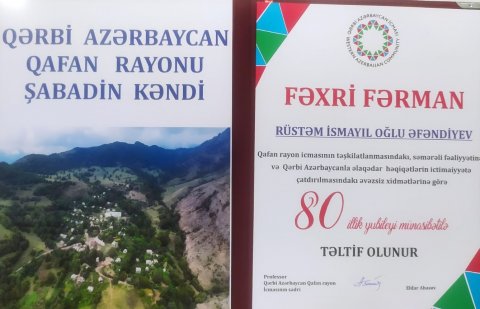 QƏRBİ AZƏRBAYCAN
QAFAN RAYONU
ŞABADİN KƏNDİ
FƏXRİ FƏRMAN
RÜSTƏM İSMAYIL OĞLU ƏFƏNDİYEV
Qafan rayon icmasının təşkilatlanmasındakı, səmərəli fəaliyyətinə
və Qərbi Azərbaycanla əlaqədar həqiqətlərin ictimaiyyətə
çatdırılmasındakı əvəzsiz xidmətlərinə görə
80 illik yubileyi münasibətilə
TƏLTİF OLUNUR
Professor
Qərbi Azərbaycan Qafan rayon
İcmasının sədri
Eldar Abasov